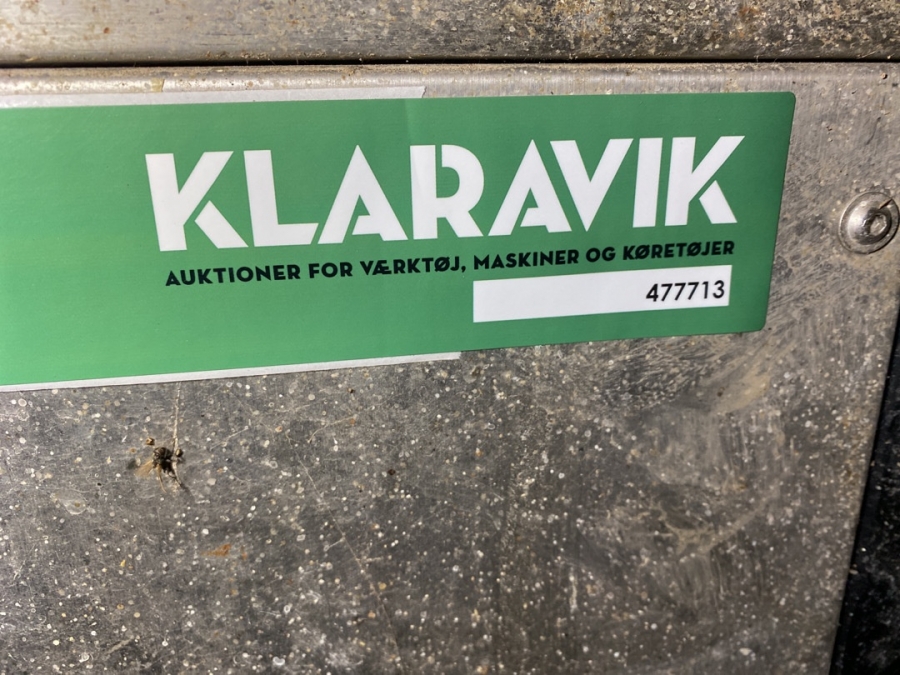 KLARAVIK
AUKTIONER FOR VÆRKTØJ, MASKINER OG KØRETØJER
477713